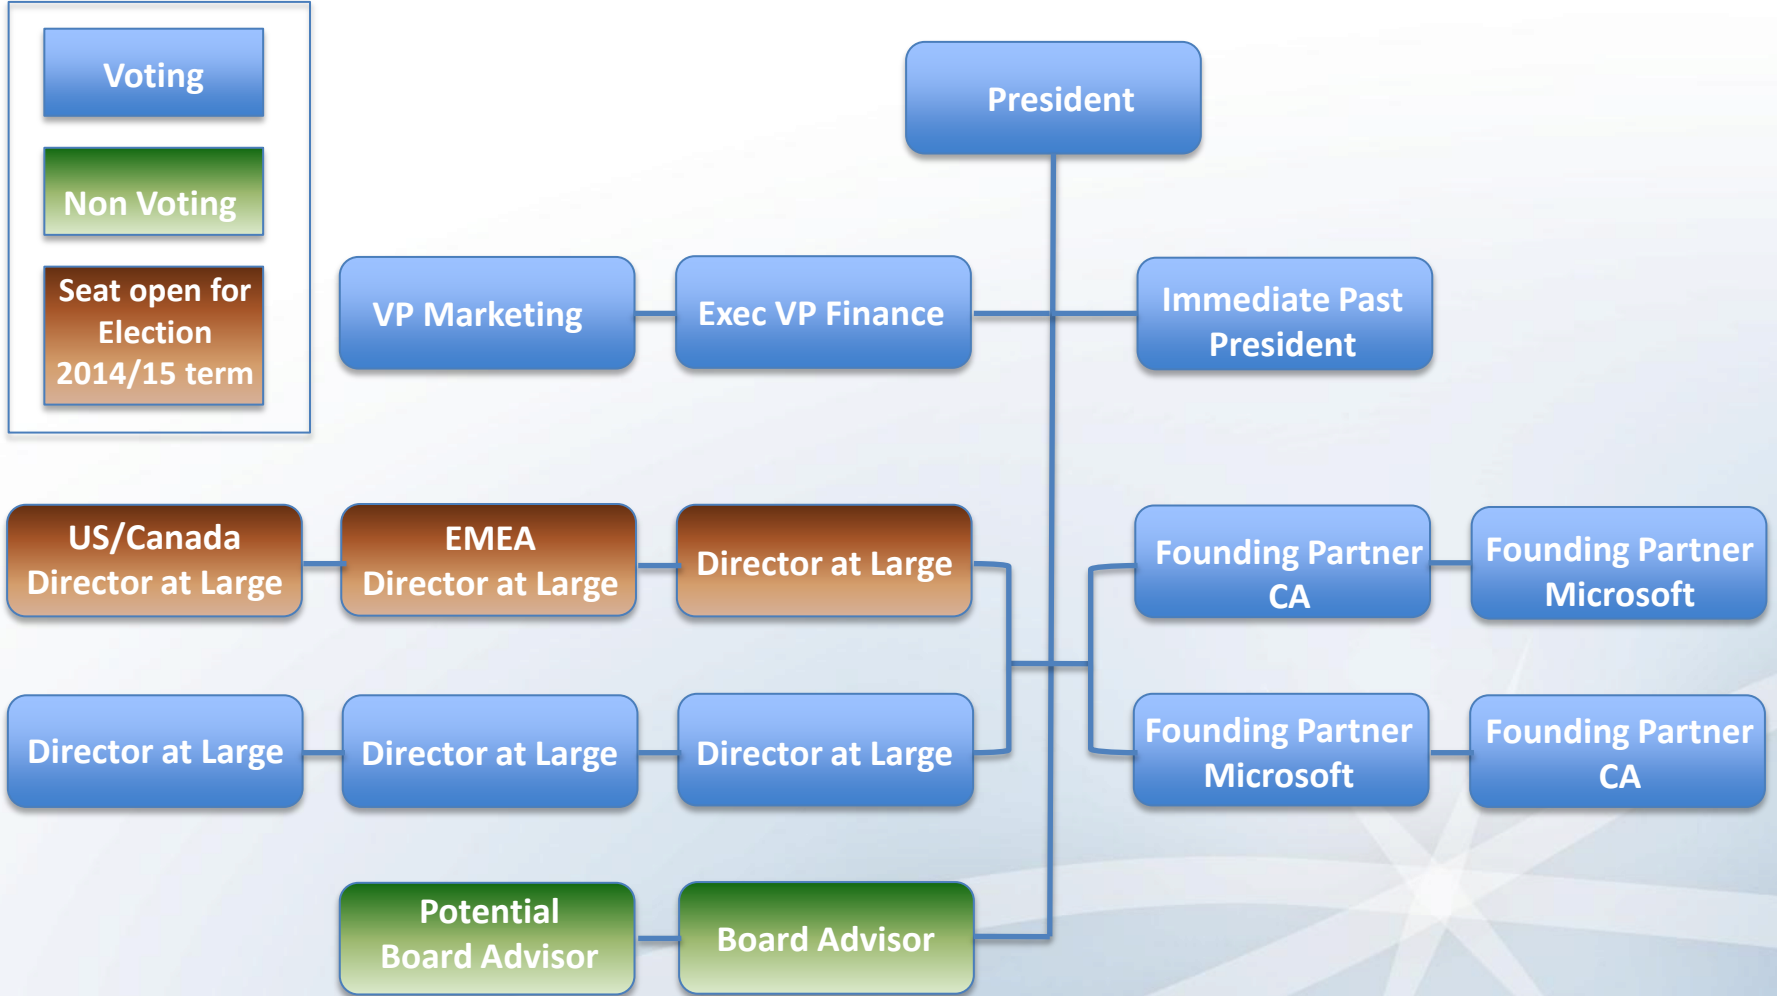 Voting
Non Voting
Seat open for
Election
2014/15 term
President
VP Marketing
Exec VP Finance
Immediate Past
President
US/Canada
Director at Large
EMEA
Director at Large
Director at Large
Founding Partner
CA
Founding Partner
Microsoft
Director at Large
Director at Large
Director at Large
Founding Partner
Microsoft
Founding Partner
CA
Potential
Board Advisor
Board Advisor